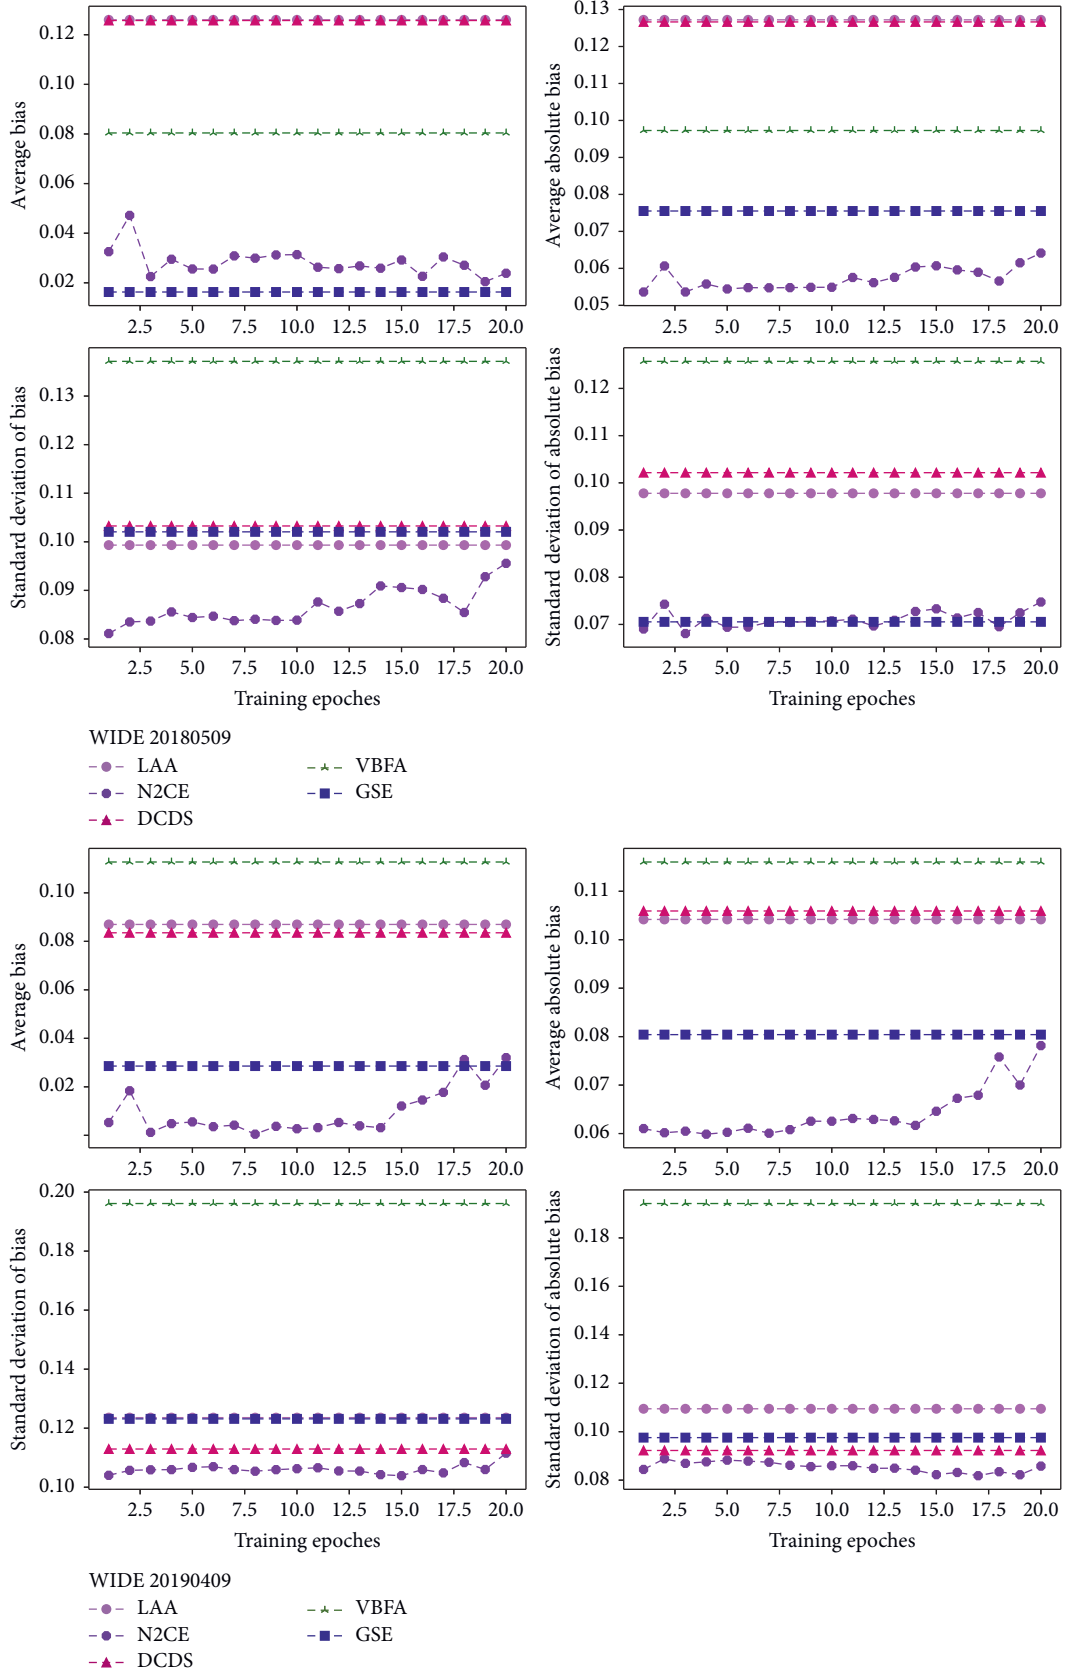 Average bias
0.12
0.10
0.08
0.06
0.04
0.02
2.5 5.0 7.5 10.0 12.5 15.0 17.5 20.0
Average absolute bias
0.13
0.12
0.11
0.10
0.09
0.08
0.07
0.06
0.05
2.5 5.0 7.5 10.0 12.5 15.0 17.5 20.0
Standard deviation of bias
0.13
0.12
0.11
0.10
0.09
0.08
2.5 5.0 7.5 10.0 12.5 15.0 17.5 20.0
Training epoches
Standard deviation of absolute bias
0.12
0.11
0.10
0.09
0.08
0.07
2.5 5.0 7.5 10.0 12.5 15.0 17.5 20.0
Training epoches
WIDE 20180509
LAA
N2CE
DCDS
VBFA
GSE
Average bias
0.10
0.08
0.06
0.04
0.02
2.5 5.0 7.5 10.0 12.5 15.0 17.5 20.0
Average absolute bias
0.11
0.10
0.09
0.08
0.07
0.06
2.5 5.0 7.5 10.0 12.5 15.0 17.5 20.0
Standard deviation of bias
0.20
0.18
0.16
0.14
0.12
0.10
2.5 5.0 7.5 10.0 12.5 15.0 17.5 20.0
Training epoches
Standard deviation of absolute bias
0.18
0.16
0.14
0.12
0.10
0.08
2.5 5.0 7.5 10.0 12.5 15.0 17.5 20.0
Training epoches
WIDE 20190409
LAA
N2CE
DCDS
VBFA
GSE